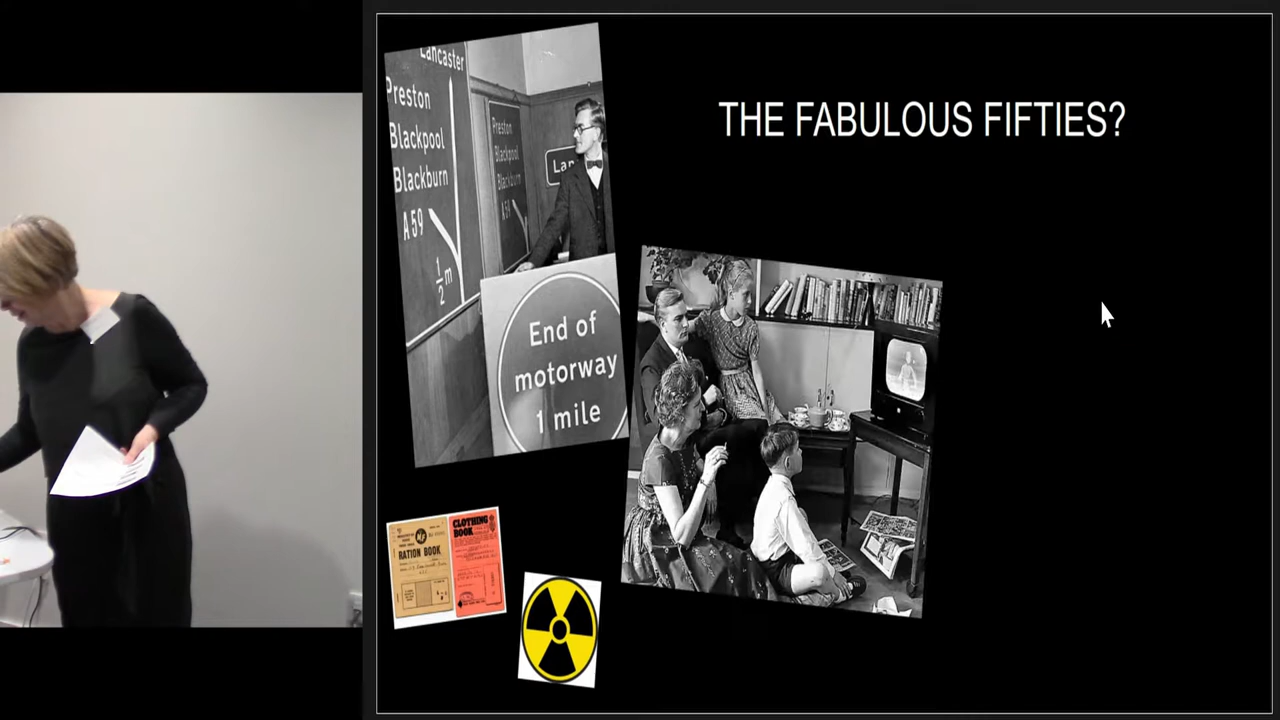 THE FABULOUS FIFTIES?
Lancaster
Preston
Blackpool
Blackburn
A59
½m
Preston
Blackpool
Blackburn
A59
Lan
End of
motorway
1 mile
RATION BOOK
CLOTHING
BOOK